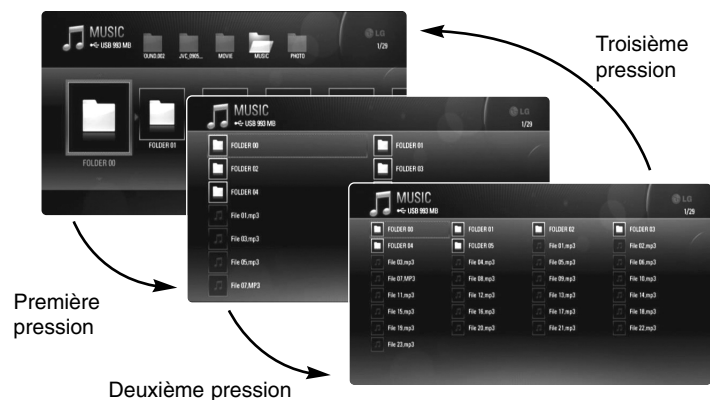 MUSIC
USB 993 MB
OUND.002
JVC_0905...
MOVIE
MUSIC
PHOTO
LG
1/29
FOLDER 00
FOLDER 01
Troisième
pression
MUSIC
USB 993 MB
LG
1/29
FOLDER 00
FOLDER 01
FOLDER 02
FOLDER 03
FOLDER 04
File 01.mp3
File 03.mp3
File 05.mp3
File 07.MP3
MUSIC
USB 993 MB
LG
1/29
FOLDER 00 FOLDER 01 FOLDER 02 FOLDER 03
FOLDER 04 FOLDER 05 File 01.mp3 File 02.mp3
File 03.mp3 File 04.mp3 File 05.mp3 File 06.mp3
File 07.MP3 File 08.mp3 File 09.mp3 File 10.mp3
File 11.mp3 File 12.mp3 File 13.mp3 File 14.mp3
File 15.mp3 File 16.mp3 File 17.mp3 File 18.mp3
File 19.mp3 File 20.mp3 File 21.mp3 File 22.mp3
File 23.mp3
Première
pression
Deuxième pression